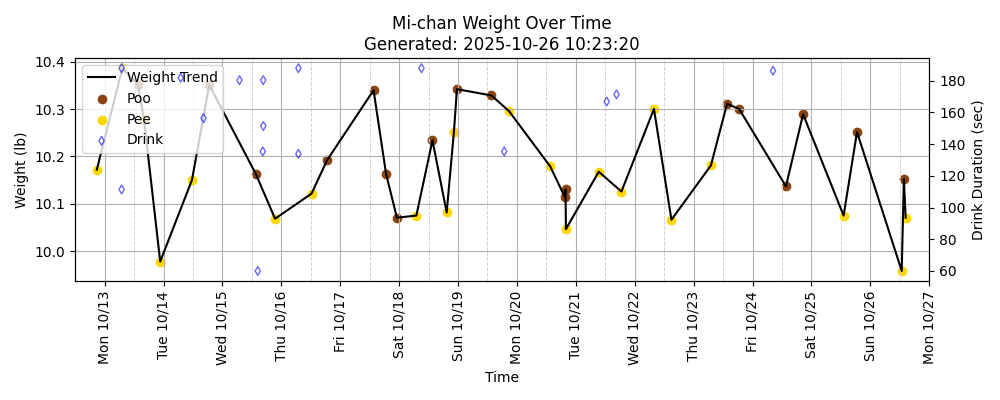 Mi-chan Weight Over Time
Generated: 2025-10-26 10:23:20
Weight (lb)
10.4
10.3
10.2
10.1
10.0
Weight Trend
Poo
Pee
Drink
180
160
140
120
100
80
60
Drink Duration (sec)
Mon 10/13
Tue 10/14
Wed 10/15
Thu 10/16
Fri 10/17
Sat 10/18
Sun 10/19
Mon 10/20
Tue 10/21
Wed 10/22
Thu 10/23
Fri 10/24
Sat 10/25
Sun 10/26
Mon 10/27
Time